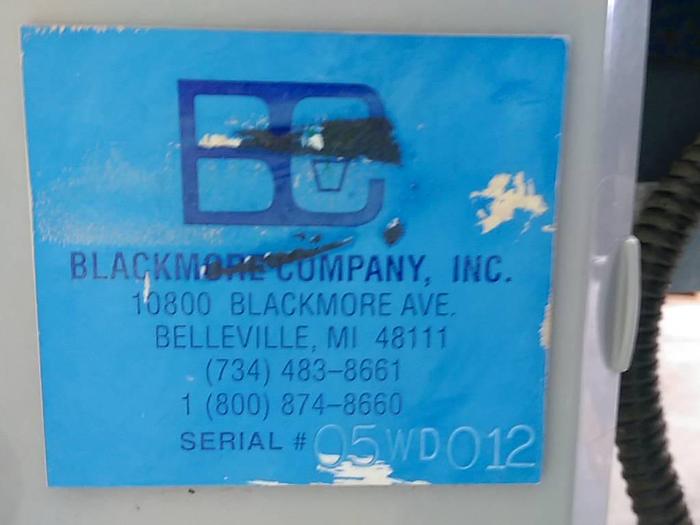 BC
BLACKMORE COMPANY, INC.
10800 BLACKMORE AVE.
BELLEVILLE, MI 48111
(734) 483-8661
1 (800) 874-8660
SERIAL # 05WD012